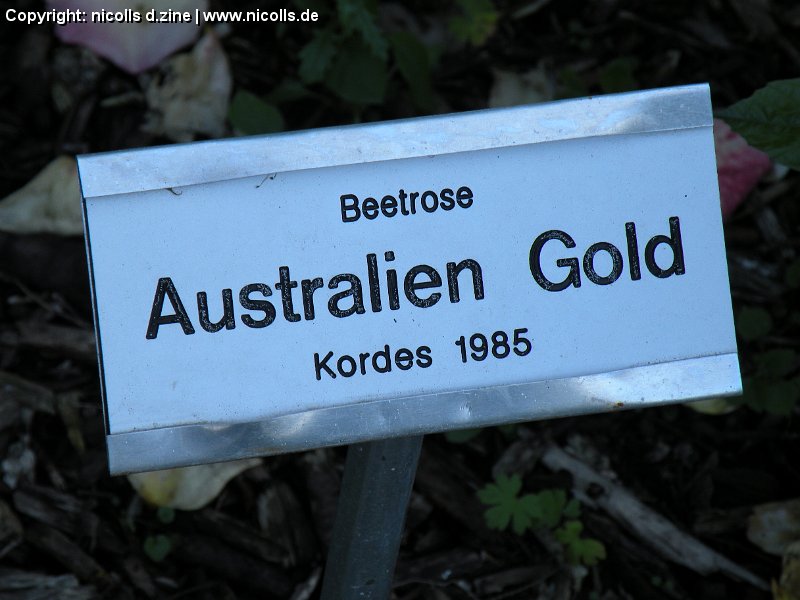 Copyright: nicolls d.zine | www.nicolls.de
Beetrose
Australien Gold
Kordes 1985